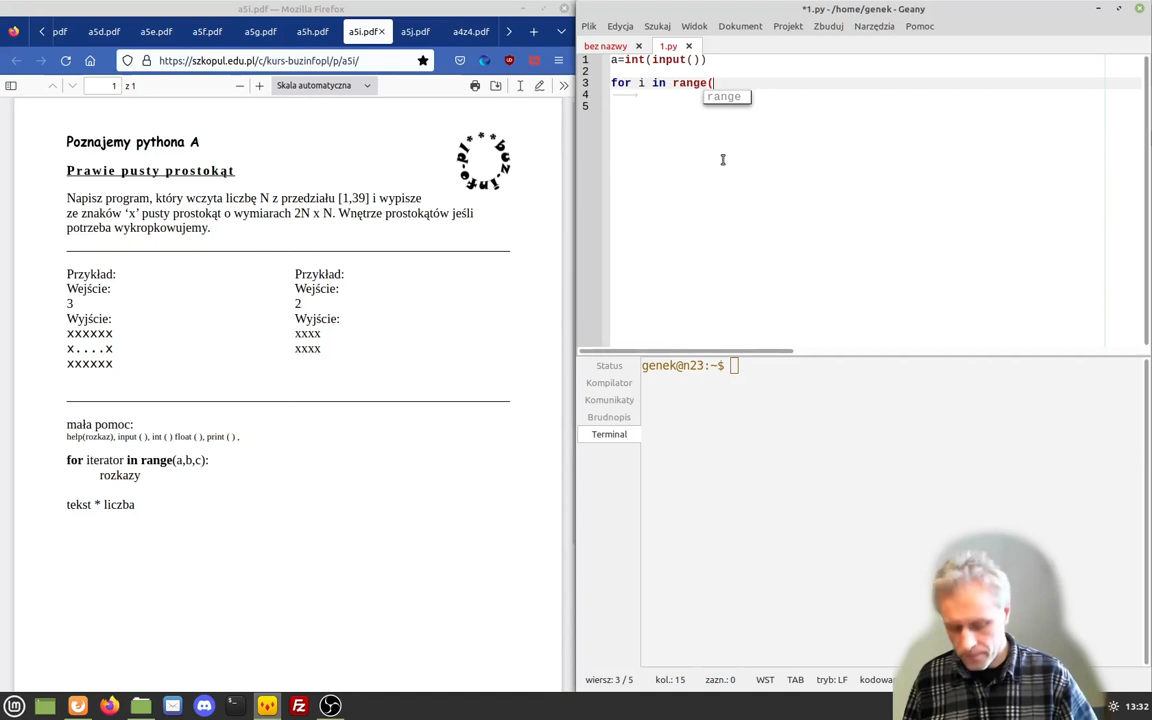 a5i.pdf — Mozilla Firefox
pdf
a5d.pdf
a5e.pdf
a5f.pdf
a5g.pdf
a5h.pdf
a5i.pdf
a5j.pdf
a4z4.pdf
https://szkopul.edu.pl/c/kurs-buzinfopl/p/a5i/
1
z 1
Skala automatyczna
Poznajemy pythona A
Prawie pusty prostokąt
***buz.info.pl
Napisz program, który wczyta liczbę N z przedziału [1,39] i wypisze
ze znaków ‘x’ pusty prostokąt o wymiarach 2N x N. Wnętrze prostokątów jeśli
potrzeba wykropkowujemy.
Przykład:
Wejście:
3
Wyjście:
xxxxxx
x....x
xxxxxx
Przykład:
Wejście:
2
Wyjście:
xxxx
xxxx
mała pomoc:
help(rozkaz), input ( ), int ( ) float ( ), print ( ) ,
for iterator in range(a,b,c):
rozkazy
tekst * liczba
*1.py - /home/genek - Geany
Plik Edycja Szukaj Widok Dokument Projekt Zbuduj Narzędzia Pomoc
bez nazwy
1.py
1 a=int(input())
2
3 for i in range(
range
4
5
Status
Kompilator
Komunikaty
Brudnopis
Terminal
genek@n23:~$
wiersz: 3 / 5 kol.: 15 zazn.: 0 WST TAB tryb: LF kodowa
13:32